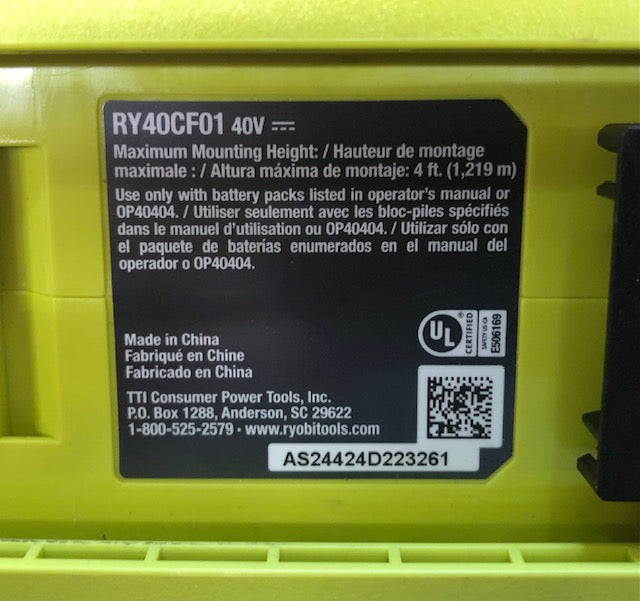 RY40CF01 40V
Maximum Mounting Height: / Hauteur de montage
maximale : / Altura máxima de montaje: 4 ft. (1,219 m)
Use only with battery packs listed in operator's manual or
OP40404. / Utiliser seulement avec les bloc-piles spécifiés
dans le manuel d'utilisation ou OP40404. / Utilizar sólo con
el paquete de baterías enumerados en el manual del
operador o OP40404.
UL ®
CERTIFIED
SAFETY US-CA
E506169
Made in China
Fabriqué en Chine
Fabricado en China
TTI Consumer Power Tools, Inc.
P.O. Box 1288, Anderson, SC 29622
1-800-525-2579 • www.ryobitools.com
AS24424D223261